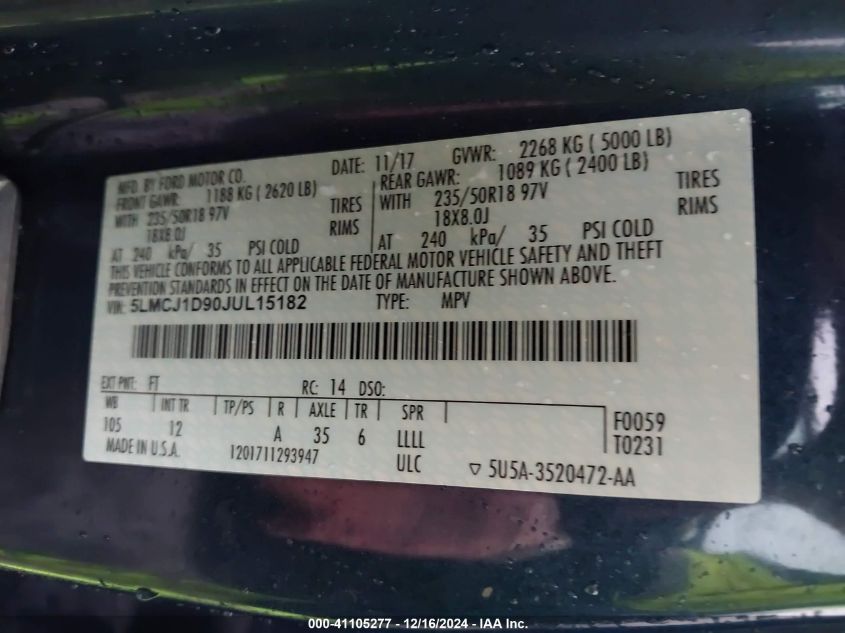 MFD. BY FORD MOTOR CO. DATE: 11/17 GVWR: 2268 KG ( 5000 LB)
FRONT GAWR: 1188 KG ( 2620 LB) REAR GAWR: 1089 KG ( 2400 LB)
WITH 235/50R18 97V TIRES WITH 235/50R18 97V TIRES
18X8.0J RIMS 18X8.0J RIMS
AT 240 kPa/ 35 PSI COLD AT 240 kPa/ 35 PSI COLD
THIS VEHICLE CONFORMS TO ALL APPLICABLE FEDERAL MOTOR VEHICLE SAFETY AND THEFT
PREVENTION STANDARDS IN EFFECT ON THE DATE OF MANUFACTURE SHOWN ABOVE.
VIN: 5LMCJ1D90JUL15182 TYPE: MPV
EXT PNT: FT RC: 14 DSO:
WB INT TR TP/PS R AXLE TR SPR F0059
105 12 A 35 6 LLLL T0231
MADE IN U.S.A. 1201711293947 ULC ▽ 5U5A-3520472-AA
000-41105277 - 12/16/2024 - IAA Inc.